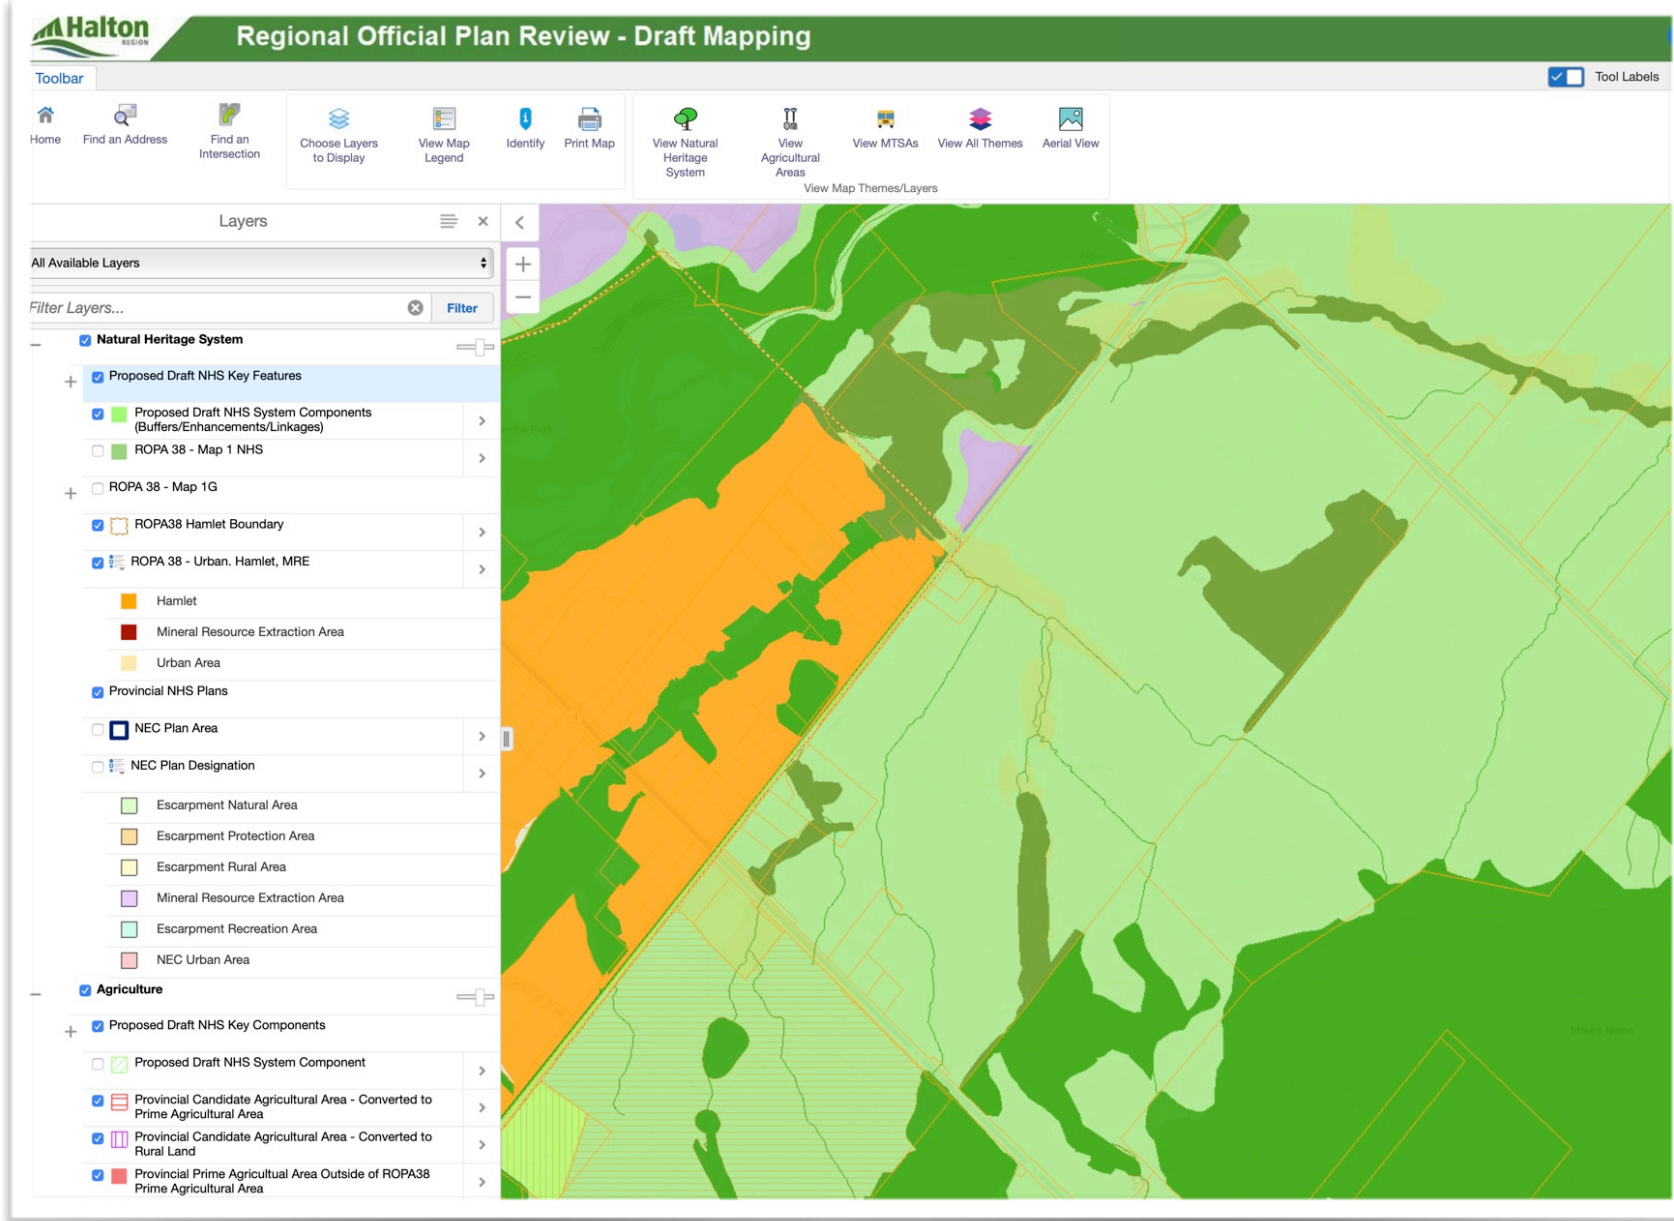 Halton
REGION
Regional Official Plan Review - Draft Mapping
Toolbar
Tool Labels
Home
Find an Address
Find an
Intersection
Choose Layers
to Display
View Map
Legend
Identify
Print Map
View Natural
Heritage
System
View
Agricultural
Areas
View MTSAs
View All Themes
Aerial View
View Map Themes/Layers
Layers
All Available Layers
Filter Layers...
Filter
Natural Heritage System
Proposed Draft NHS Key Features
Proposed Draft NHS System Components
(Buffers/Enhancements/Linkages)
ROPA 38 - Map 1 NHS
ROPA 38 - Map 1G
ROPA38 Hamlet Boundary
ROPA 38 - Urban. Hamlet, MRE
Hamlet
Mineral Resource Extraction Area
Urban Area
Provincial NHS Plans
NEC Plan Area
NEC Plan Designation
Escarpment Natural Area
Escarpment Protection Area
Escarpment Rural Area
Mineral Resource Extraction Area
Escarpment Recreation Area
NEC Urban Area
Agriculture
Proposed Draft NHS Key Components
Proposed Draft NHS System Component
Provincial Candidate Agricultural Area - Converted to
Prime Agricultural Area
Provincial Candidate Agricultural Area - Converted to
Rural Land
Provincial Prime Agricultual Area Outside of ROPA38
Prime Agricultural Area
Mount Nemo